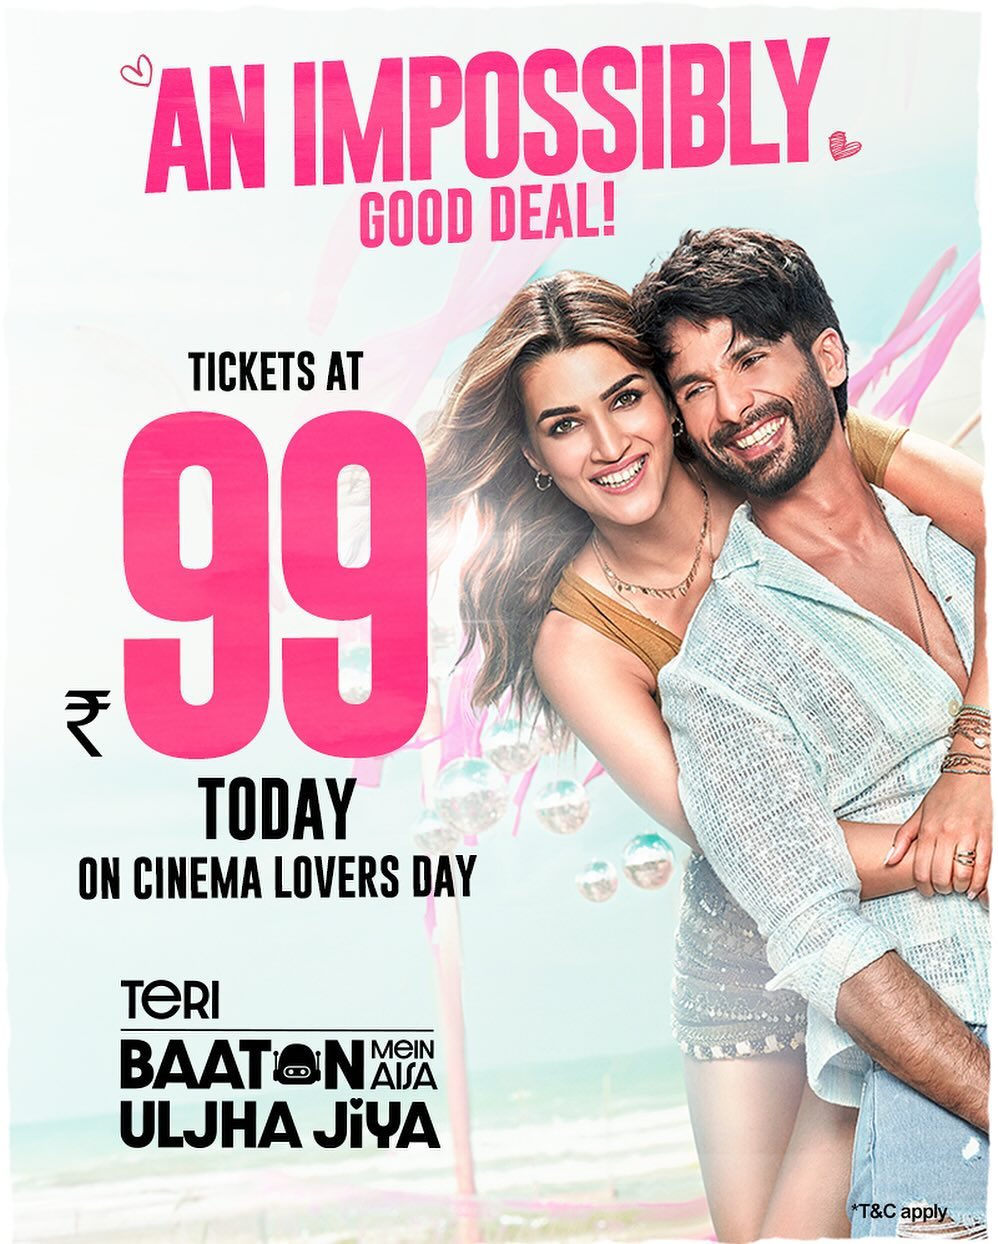 AN IMPOSSIBLY
GOOD DEAL!
TICKETS AT
₹99
TODAY
ON CINEMA LOVERS DAY
TERI
BAATON MEIN AISA
ULJHA JIYA
*T&C apply